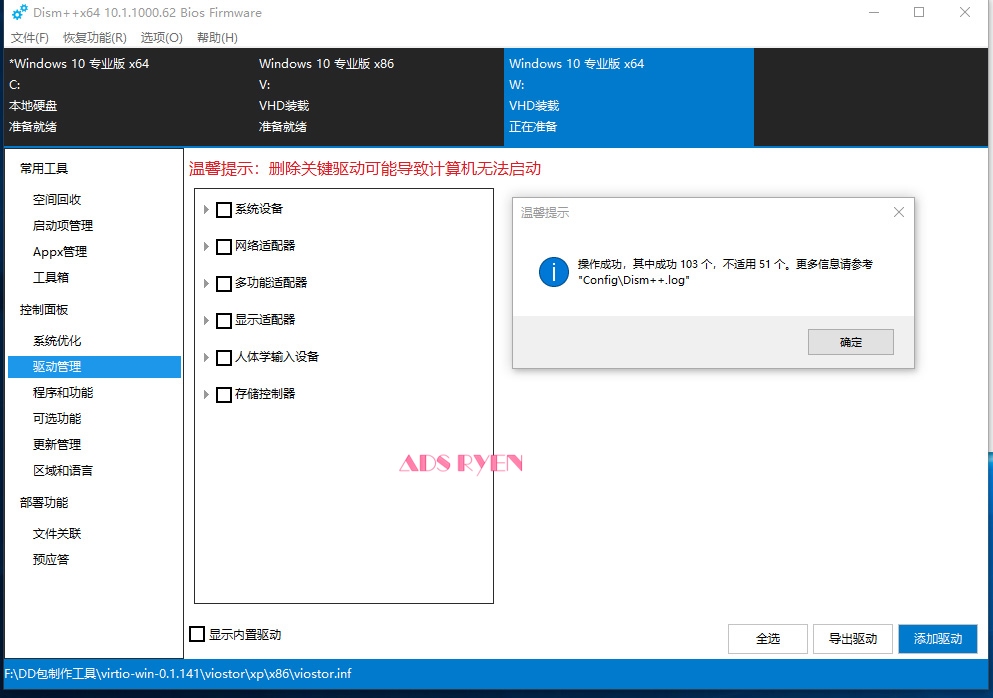 Dism++x64 10.1.1000.62 Bios Firmware
文件(F) 恢复功能(R) 选项(O) 帮助(H)
*Windows 10 专业版 x64
C:
本地硬盘
准备就绪
Windows 10 专业版 x86
V:
VHD装载
准备就绪
Windows 10 专业版 x64
W:
VHD装载
正在准备
常用工具
空间回收
启动项管理
Appx管理
工具箱
控制面板
系统优化
驱动管理
程序和功能
可选功能
更新管理
区域和语言
部署功能
文件关联
预应答
温馨提示：删除关键驱动可能导致计算机无法启动
系统设备
网络适配器
多功能适配器
显示适配器
人体学输入设备
存储控制器
温馨提示
操作成功，其中成功 103 个，不适用 51 个。更多信息请参考
"Config\Dism++.log"
确定
ADS RYEN
显示内置驱动
全选 导出驱动 添加驱动
F:\DD包制作工具\virtio-win-0.1.141\viostor\xp\x86\viostor.inf